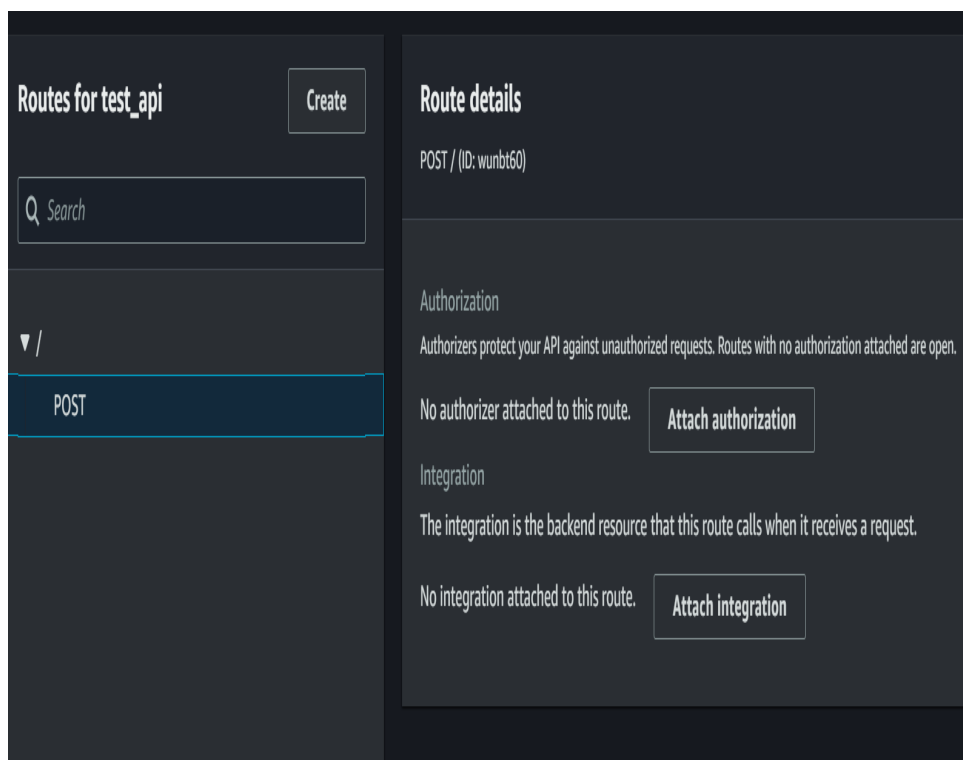 Routes for test_api
Create
Search
/
POST
Route details
POST / (ID: wunbt60)
Authorization
Authorizers protect your API against unauthorized requests. Routes with no authorization attached are open.
No authorizer attached to this route.
Attach authorization
Integration
The integration is the backend resource that this route calls when it receives a request.
No integration attached to this route.
Attach integration